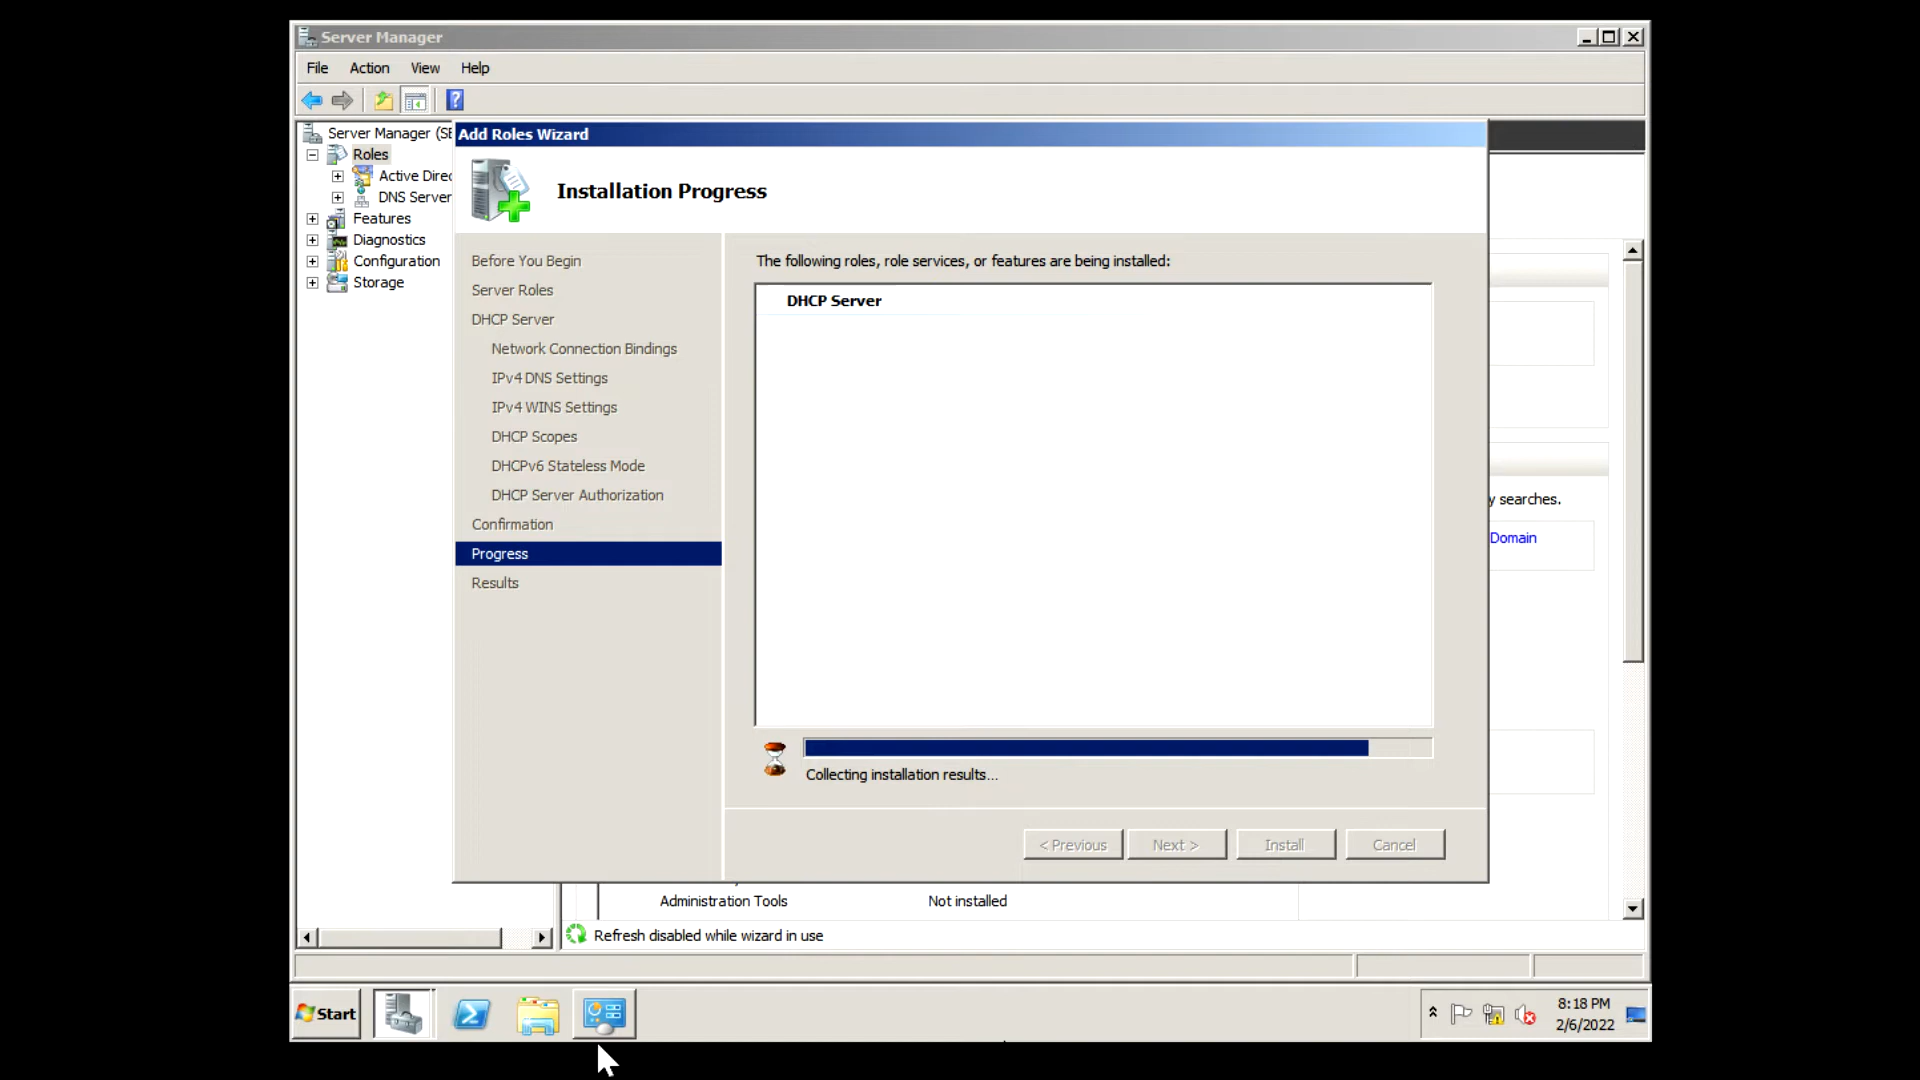 Server Manager
File Action View Help
Server Manager (SE
Roles
Active Direc
DNS Server
Features
Diagnostics
Configuration
Storage
Add Roles Wizard
Installation Progress
Before You Begin
Server Roles
DHCP Server
Network Connection Bindings
IPv4 DNS Settings
IPv4 WINS Settings
DHCP Scopes
DHCPv6 Stateless Mode
DHCP Server Authorization
Confirmation
Progress
Results
The following roles, role services, or features are being installed:
DHCP Server
Collecting installation results...
< Previous Next > Install Cancel
y searches.
Domain
Administration Tools Not installed
Refresh disabled while wizard in use
Start
8:18 PM
2/6/2022